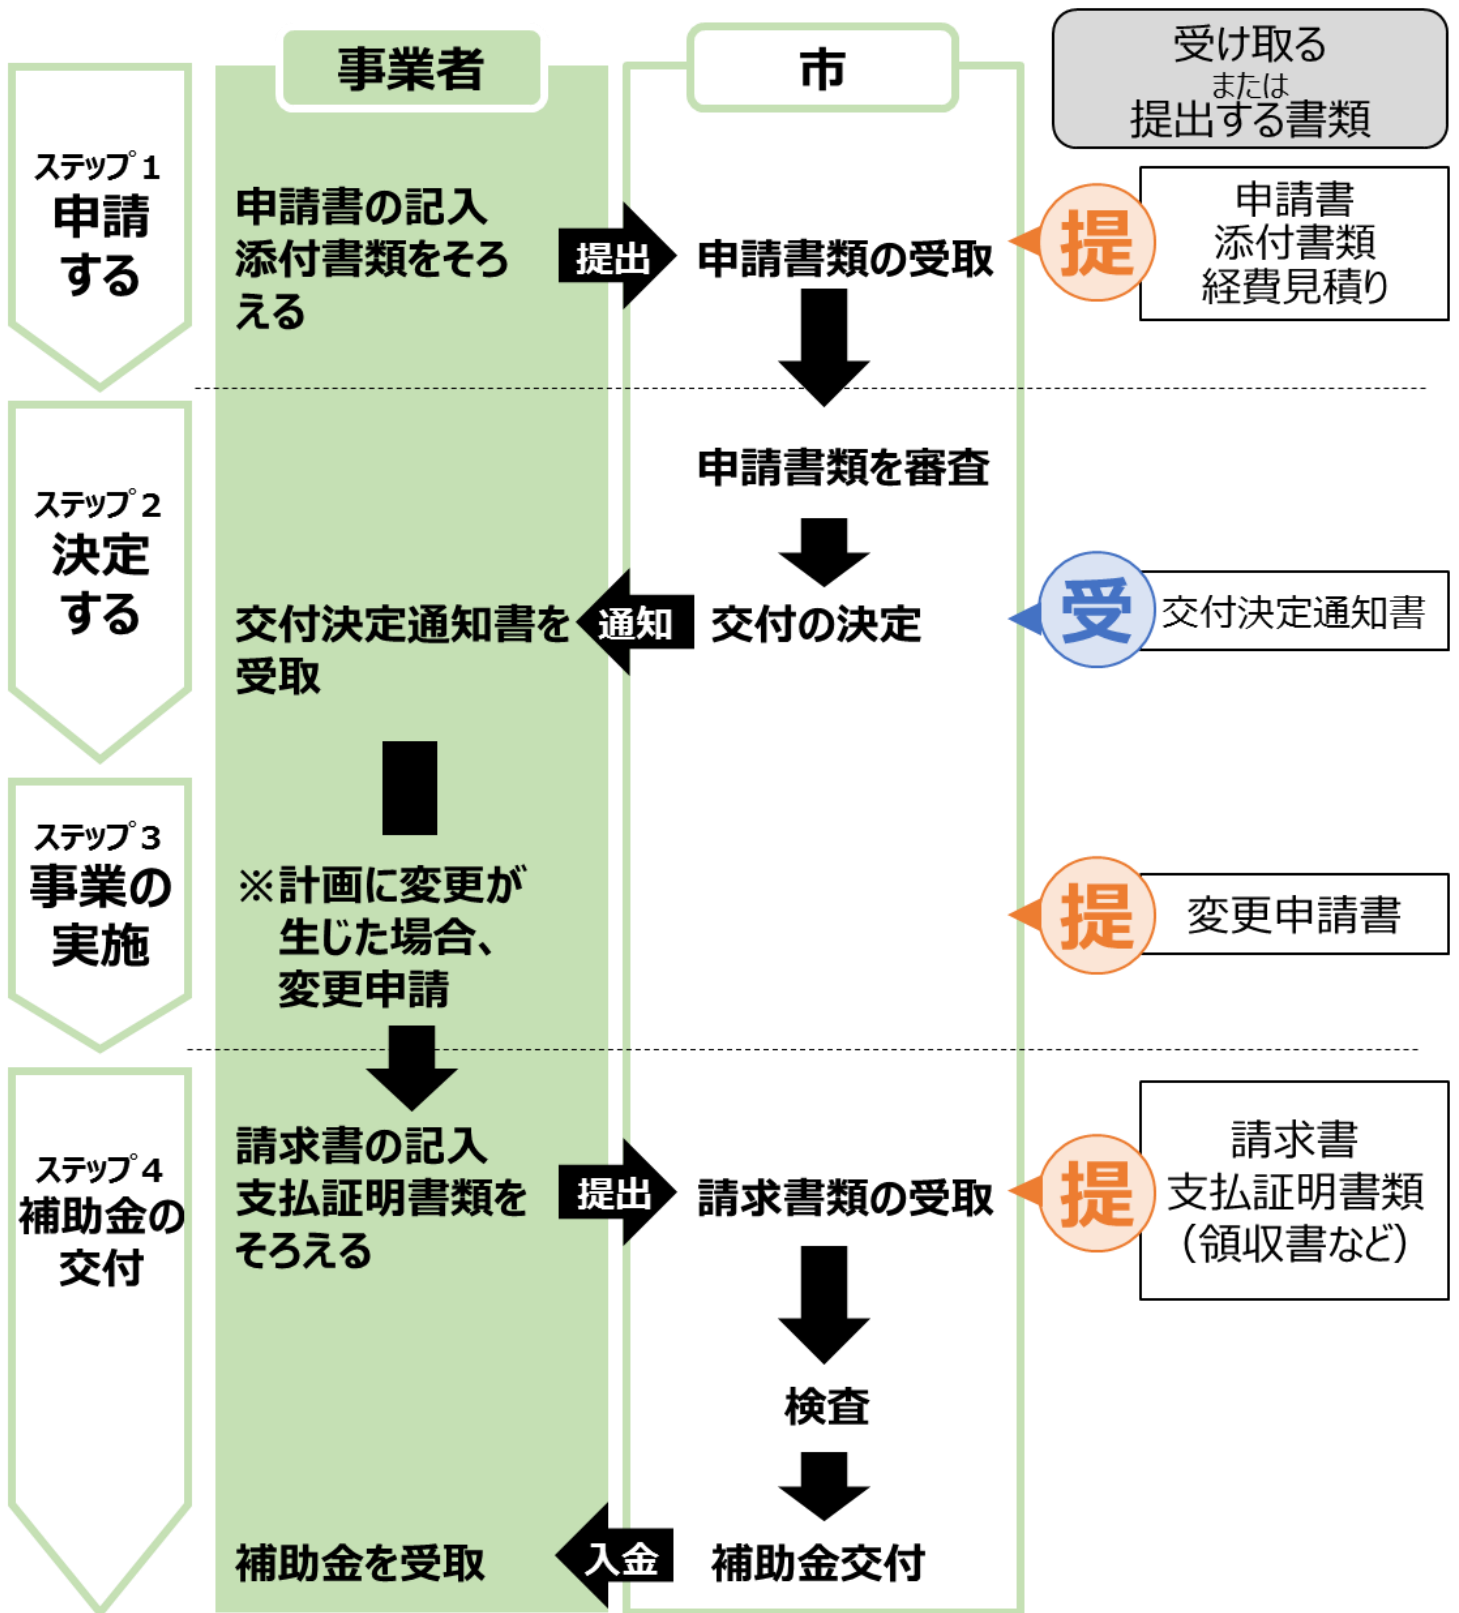 事業者
市
受け取る
または
提出する書類
ステップ1
申請
する
申請書の記入
添付書類をそろ
える
提出
申請書類の受取
提
申請書
添付書類
経費見積り
ステップ2
決定
する
申請書類を審査
交付の決定
通知
交付決定通知書を
受取
受
交付決定通知書
ステップ3
事業の
実施
※計画に変更が
生じた場合、
変更申請
提
変更申請書
ステップ4
補助金の
交付
請求書の記入
支払証明書類を
そろえる
提出
請求書類の受取
提
請求書
支払証明書類
（領収書など）
検査
補助金交付
入金
補助金を受取